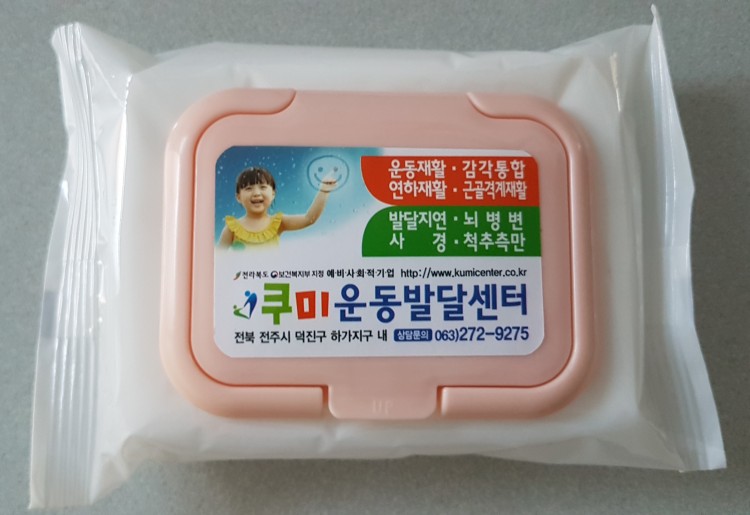 운동재활 · 감각통합
연하재활 · 근골격계재활
발달지연 · 뇌 병 변
사 경 · 척추측만
전라북도 보건복지부 지정 예·비·사·회·적·기·업 http://www.kumicenter.co.kr
쿠미운동발달센터
전북 전주시 덕진구 하가지구 내 상담문의 063)272-9275
UP